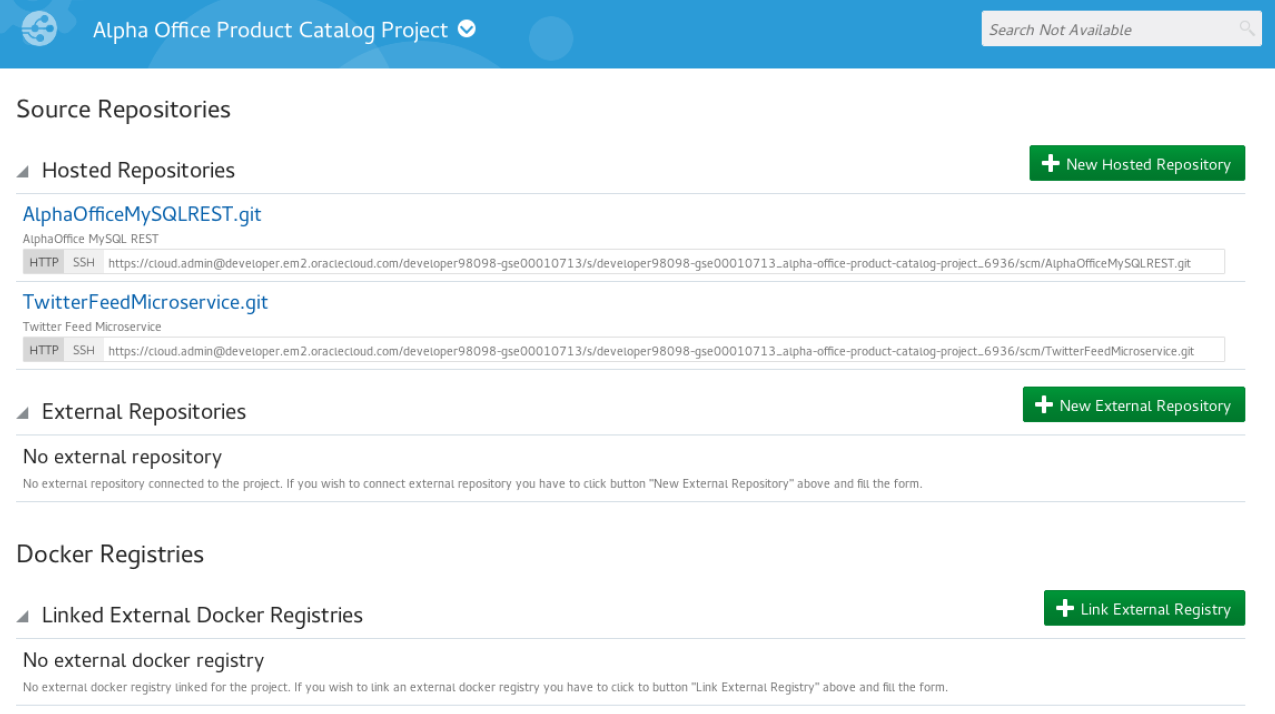 Alpha Office Product Catalog Project
Search Not Available
Source Repositories
Hosted Repositories
New Hosted Repository
AlphaOfficeMySQLREST.git
AlphaOffice MySQL REST
HTTP SSH https://cloud.admin@developer.em2.oraclecloud.com/developer98098-gse00010713/s/developer98098-gse00010713_alpha-office-product-catalog-project_6936/scm/AlphaOfficeMySQLREST.git
TwitterFeedMicroservice.git
Twitter Feed Microservice
HTTP SSH https://cloud.admin@developer.em2.oraclecloud.com/developer98098-gse00010713/s/developer98098-gse00010713_alpha-office-product-catalog-project_6936/scm/TwitterFeedMicroservice.git
External Repositories
New External Repository
No external repository
No external repository connected to the project. If you wish to connect external repository you have to click button "New External Repository" above and fill the form.
Docker Registries
Linked External Docker Registries
Link External Registry
No external docker registry
No external docker registry linked for the project. If you wish to link an external docker registry you have to click to button "Link External Registry" above and fill the form.